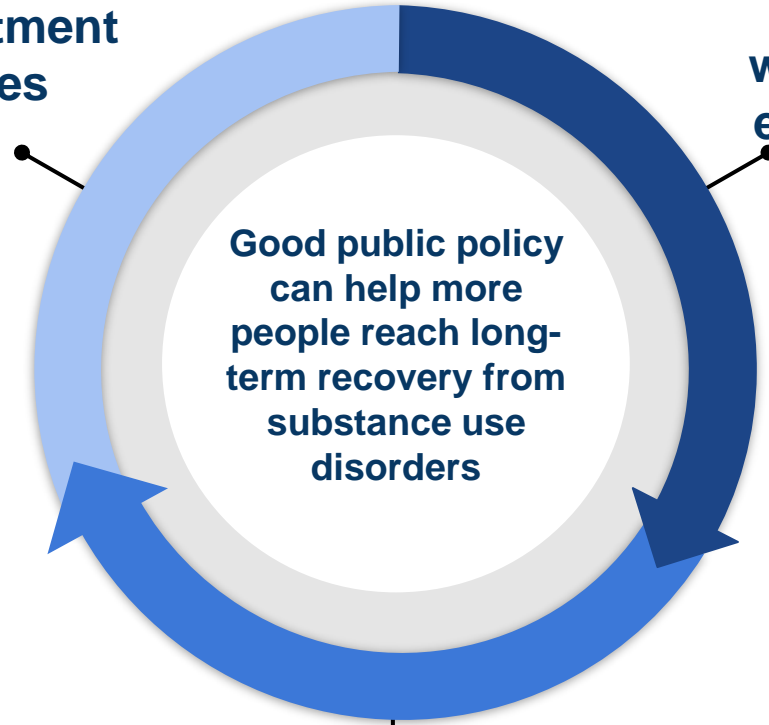 tment
es
w
e
Good public policy
can help more
people reach long-
term recovery from
substance use
disorders